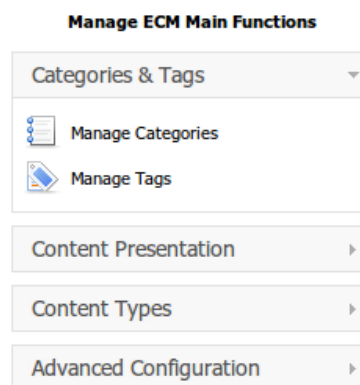 Manage ECM Main Functions
Categories & Tags
Manage Categories
Manage Tags
Content Presentation
Content Types
Advanced Configuration